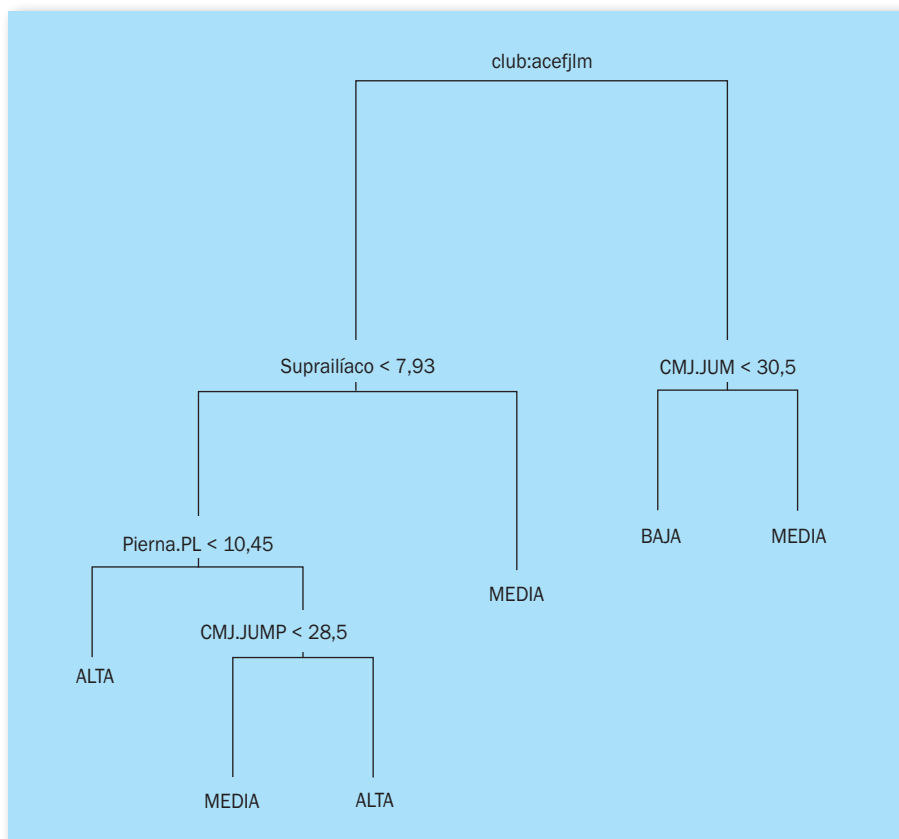 club:acefjlm
Suprailíaco < 7,93
CMJ.JUM < 30,5
Pierna.PL < 10,45
BAJA
MEDIA
MEDIA
CMJ.JUMP < 28,5
ALTA
MEDIA
ALTA